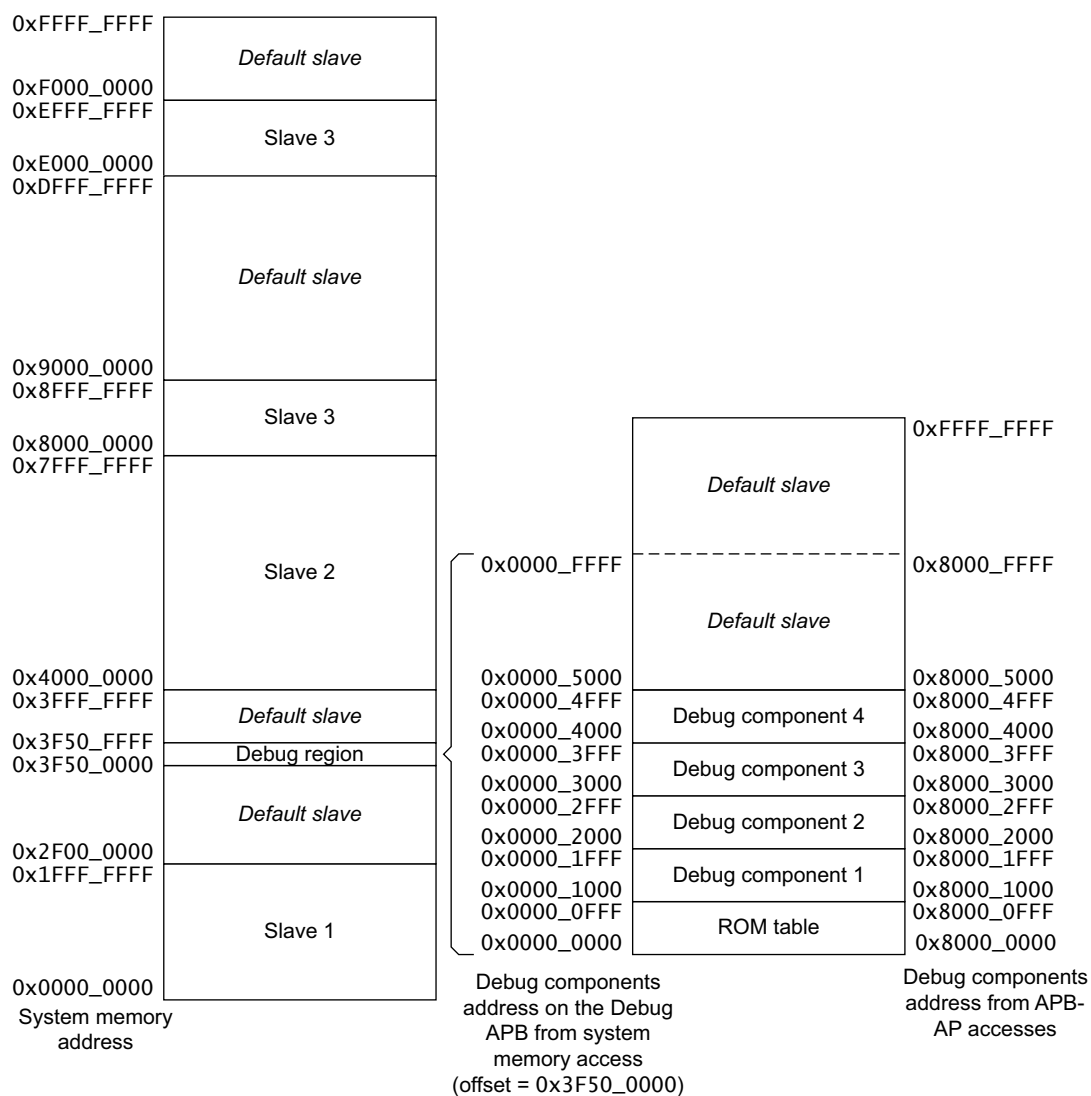 0xFFFF_FFFF
Default slave
0xF000_0000
0xEFFF_FFFF
Slave 3
0xE000_0000
0xDFFF_FFFF
Default slave
0x9000_0000
0x8FFF_FFFF
Slave 3
0x8000_0000
0x7FFF_FFFF
Slave 2
0x4000_0000
0x3FFF_FFFF
Default slave
0x3F50_FFFF
Debug region
0x3F50_0000
Default slave
0x2F00_0000
0x1FFF_FFFF
Slave 1
0x0000_0000
System memory
address
0xFFFF_FFFF
Default slave
0x0000_FFFF
0x8000_FFFF
Default slave
0x0000_5000
0x8000_5000
0x0000_4FFF
0x8000_4FFF
Debug component 4
0x0000_4000
0x8000_4000
0x0000_3FFF
0x8000_3FFF
Debug component 3
0x0000_3000
0x8000_3000
0x0000_2FFF
0x8000_2FFF
Debug component 2
0x0000_2000
0x8000_2000
0x0000_1FFF
0x8000_1FFF
Debug component 1
0x0000_1000
0x8000_1000
0x0000_0FFF
0x8000_0FFF
ROM table
0x0000_0000
0x8000_0000
Debug components
address on the Debug
APB from system
memory access
(offset = 0x3F50_0000)
Debug components
address from APB-
AP accesses